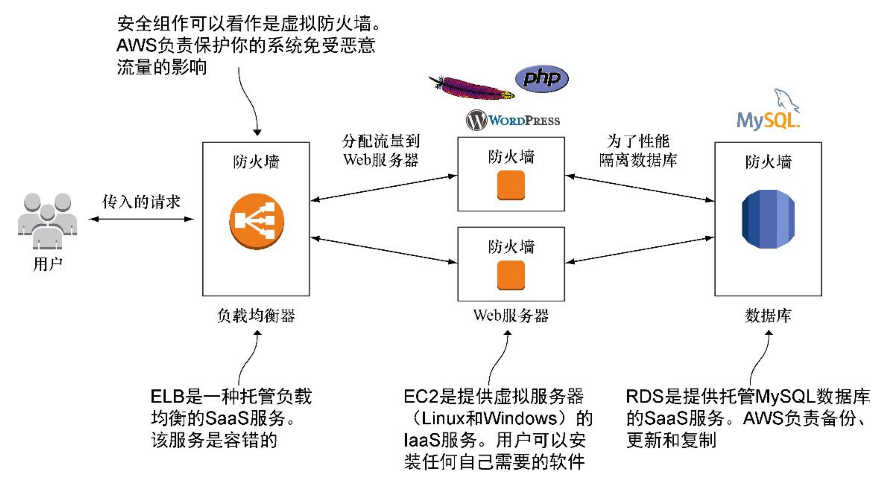 安全组作可以看作是虚拟防火墙。
AWS负责保护你的系统免受恶意
流量的影响
php
WORDPRESS
MySQL
分配流量到
Web服务器
为了性能
隔离数据库
防火墙
防火墙
防火墙
传入的请求
用户
防火墙
负载均衡器
Web服务器
数据库
ELB是一种托管负载
均衡的SaaS服务。
该服务是容错的
EC2是提供虚拟服务器
（Linux和Windows）的
IaaS服务。用户可以安
装任何自己需要的软件
RDS是提供托管MySQL数据库
的SaaS服务。AWS负责备份、
更新和复制